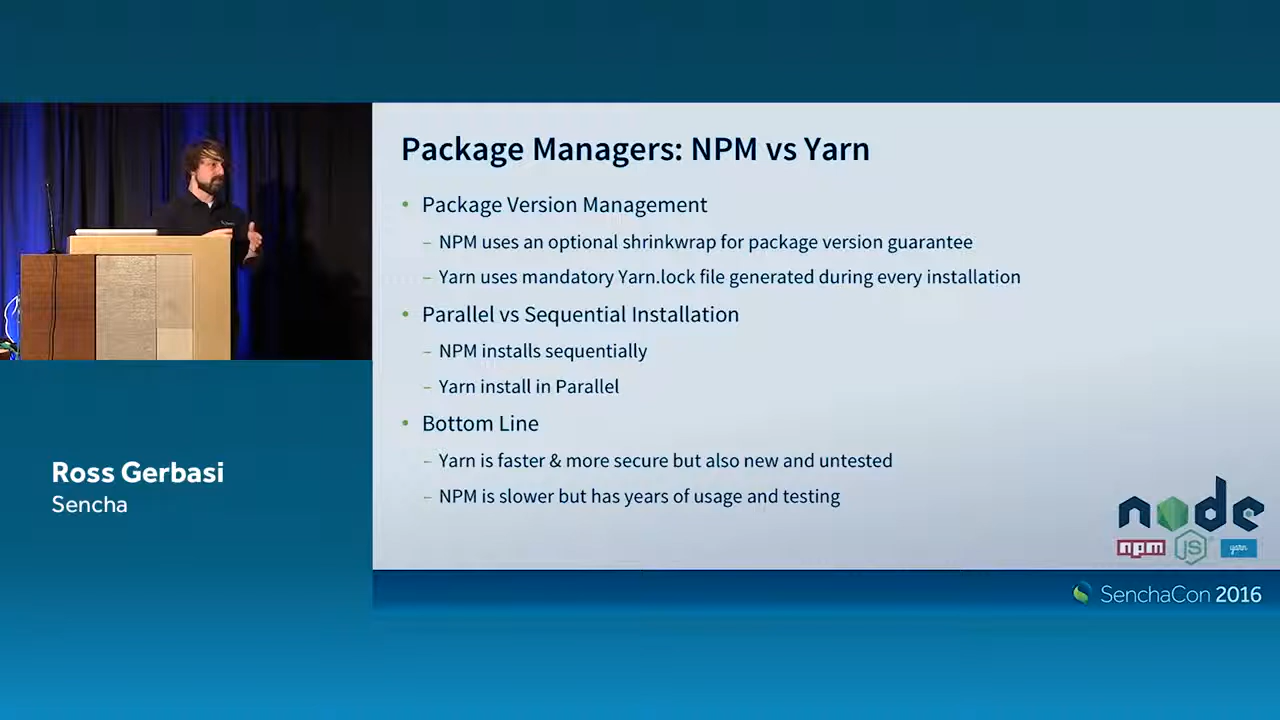 Package Managers: NPM vs Yarn
• Package Version Management
– NPM uses an optional shrinkwrap for package version guarantee
– Yarn uses mandatory Yarn.lock file generated during every installation
• Parallel vs Sequential Installation
– NPM installs sequentially
– Yarn install in Parallel
• Bottom Line
– Yarn is faster & more secure but also new and untested
– NPM is slower but has years of usage and testing
Ross Gerbasi
Sencha
node
npm JS yarn
SenchaCon 2016